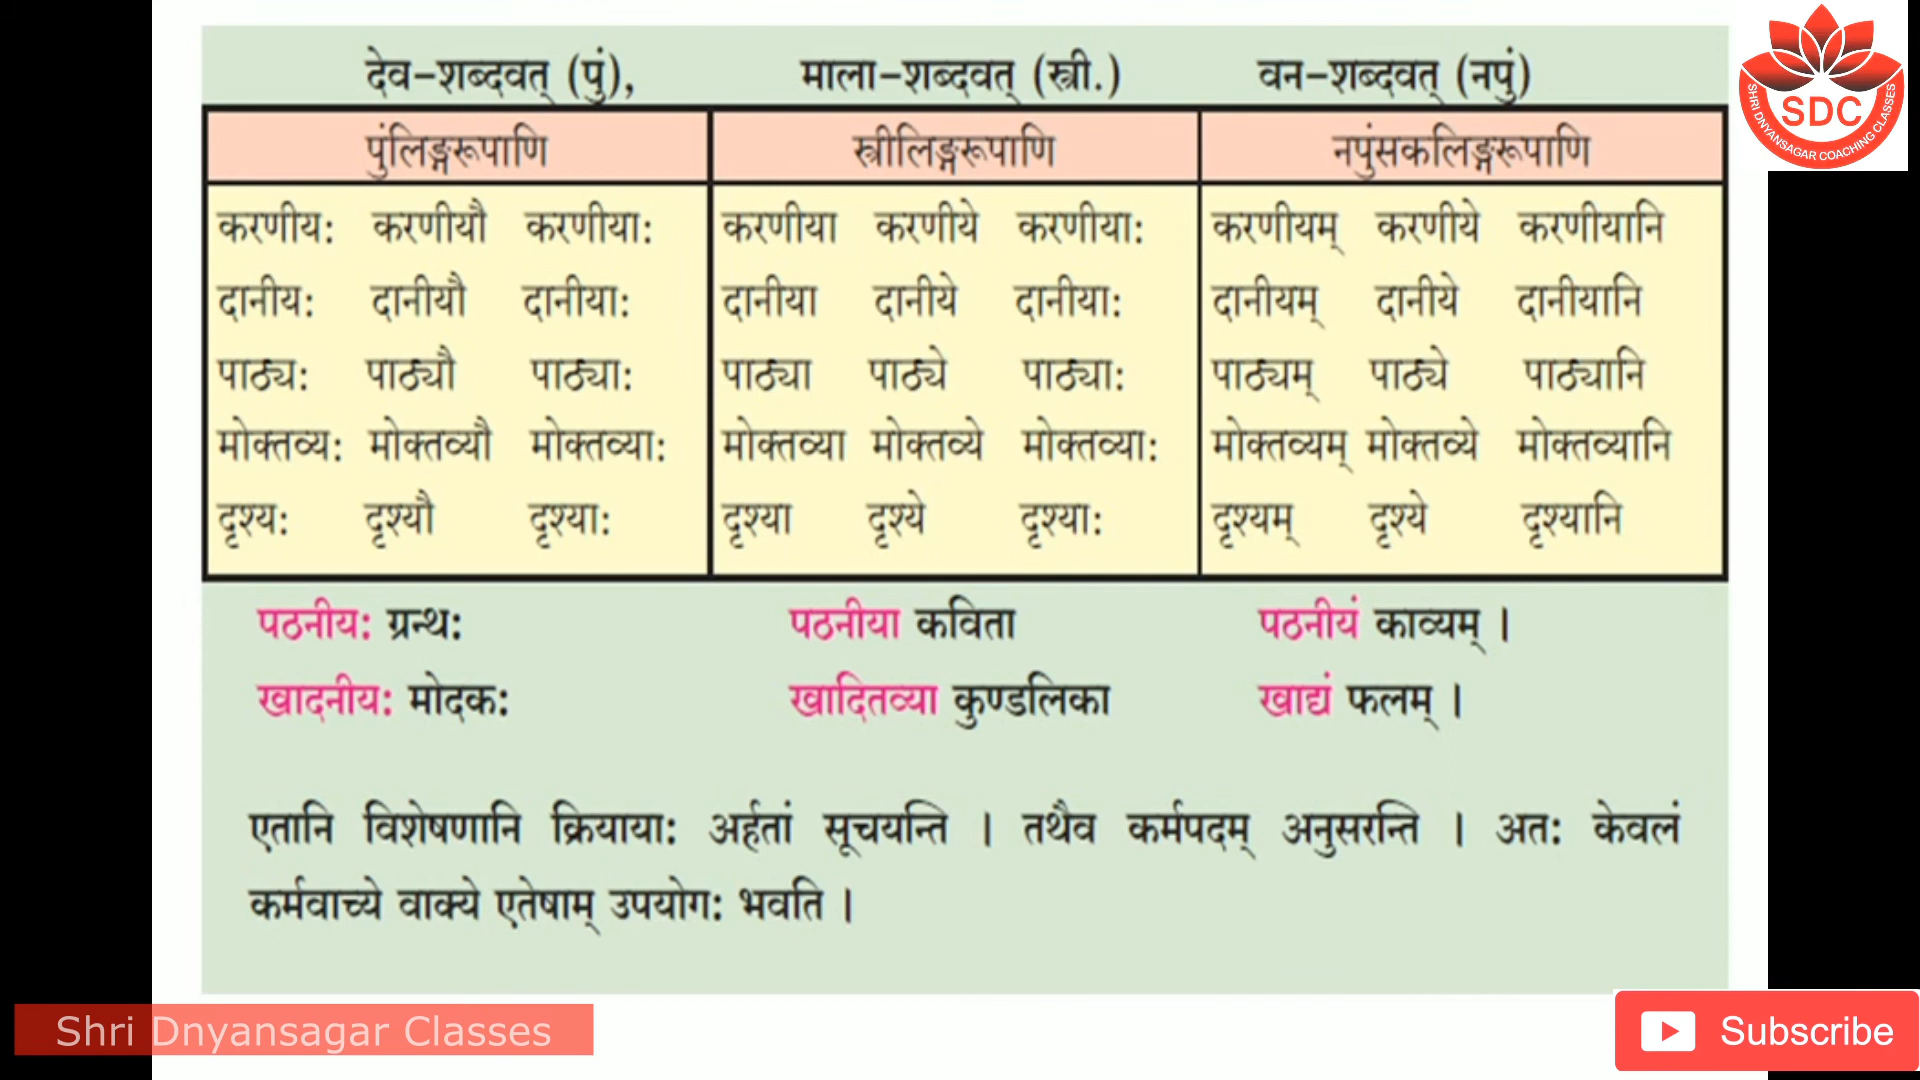 देव-शब्दवत् (पुं), माला-शब्दवत् (स्त्री.) वन-शब्दवत् (नपुं)
पुंलिङ्गरूपाणि स्त्रीलिङ्गरूपाणि नपुंसकलिङ्गरूपाणि
करणीयः करणीयौ करणीयाः करणीया करणीये करणीयाः करणीयम् करणीये करणीयानि
दानीयः दानीयौ दानीयाः दानीया दानीये दानीयाः दानीयम् दानीये दानीयानि
पाठ्यः पाठ्यौ पाठ्याः पाठ्या पाठ्ये पाठ्याः पाठ्यम् पाठ्ये पाठ्यानि
मोक्तव्यः मोक्तव्यौ मोक्तव्याः मोक्तव्या मोक्तव्ये मोक्तव्याः मोक्तव्यम् मोक्तव्ये मोक्तव्यानि
दृश्यः दृश्यौ दृश्याः दृश्या दृश्ये दृश्याः दृश्यम् दृश्ये दृश्यानि
पठनीयः ग्रन्थः पठनीया कविता पठनीयं काव्यम् ।
खादनीयः मोदकः खादितव्या कुण्डलिका खाद्यं फलम् ।
एतानि विशेषणानि क्रियायाः अर्हतां सूचयन्ति । तथैव कर्मपदम् अनुसरन्ति । अतः केवलं
कर्मवाच्ये वाक्ये एतेषाम् उपयोगः भवति ।
SDC
SHRI DNYANSAGAR COACHING CLASSES
Shri Dnyansagar Classes
Subscribe